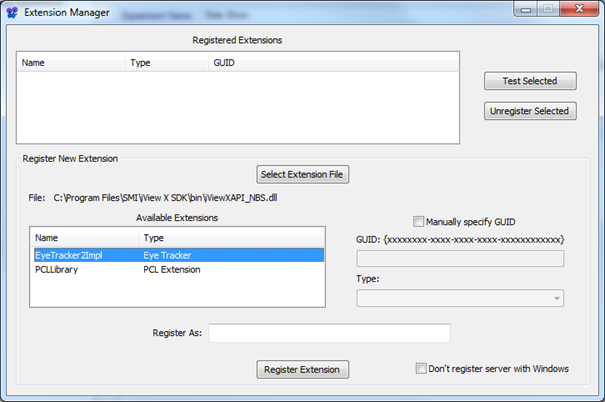 Extension Manager
Registered Extensions
Name Type GUID
Test Selected
Unregister Selected
Register New Extension
Select Extension File
File: C:\Program Files\SMI\iView X SDK\bin\iViewXAPI_NBS.dll
Available Extensions
Name Type
EyeTracker2Impl Eye Tracker
PCLLibrary PCL Extension
Manually specify GUID
GUID: {xxxxxxxx-xxxx-xxxx-xxxx-xxxxxxxxxxxx}
Type:
Register As:
Register Extension
Don't register server with Windows